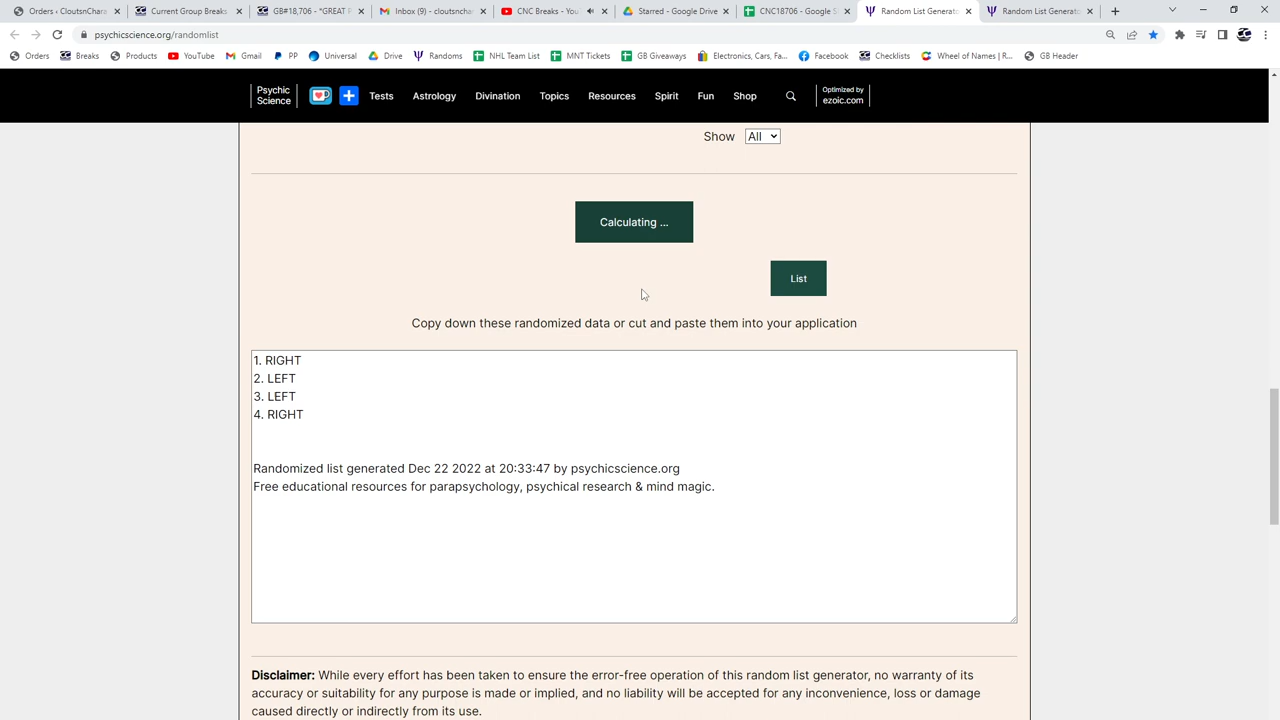 Orders ‹ CloutsnChara
Current Group Breaks
GB#18,706 - *GREAT P
Inbox (9) - cloutsnchar
CNC Breaks - You
Starred - Google Drive
CNC18706 - Google S
Random List Generato
Random List Generato
psychicscience.org/randomlist
Orders
Breaks
Products
YouTube
Gmail
PP
Universal
Drive
Randoms
NHL Team List
MNT Tickets
GB Giveaways
Electronics, Cars, Fa...
Facebook
Checklists
Wheel of Names | R...
GB Header
Psychic Science
Tests
Astrology
Divination
Topics
Resources
Spirit
Fun
Shop
Optimized by
ezoic.com
Show All
Calculating ...
List
Copy down these randomized data or cut and paste them into your application
1. RIGHT
2. LEFT
3. LEFT
4. RIGHT
Randomized list generated Dec 22 2022 at 20:33:47 by psychicscience.org
Free educational resources for parapsychology, psychical research & mind magic.
Disclaimer: While every effort has been taken to ensure the error-free operation of this random list generator, no warranty of its
accuracy or suitability for any purpose is made or implied, and no liability will be accepted for any inconvenience, loss or damage
caused directly or indirectly from its use.